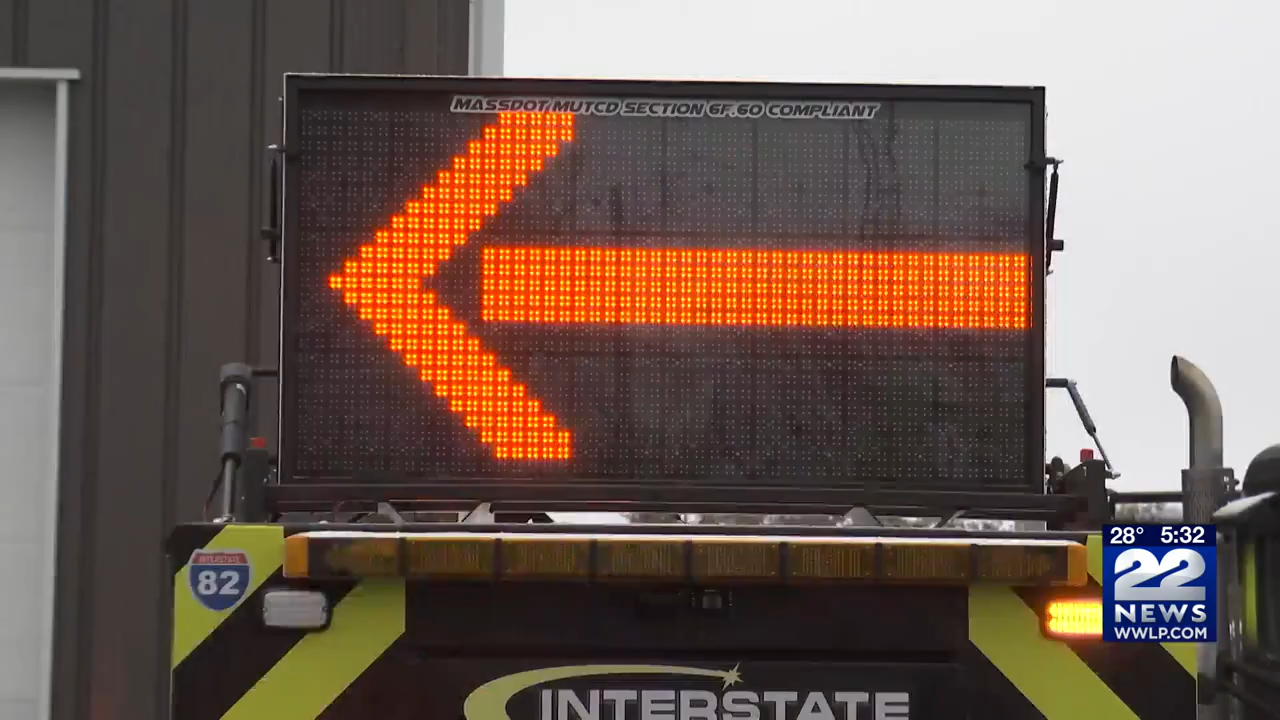 MASSDOT MUTCD SECTION 6F.60 COMPLIANT
INTERSTATE
82
28° 5:32
22
NEWS
WWLP.COM
INTERSTATE